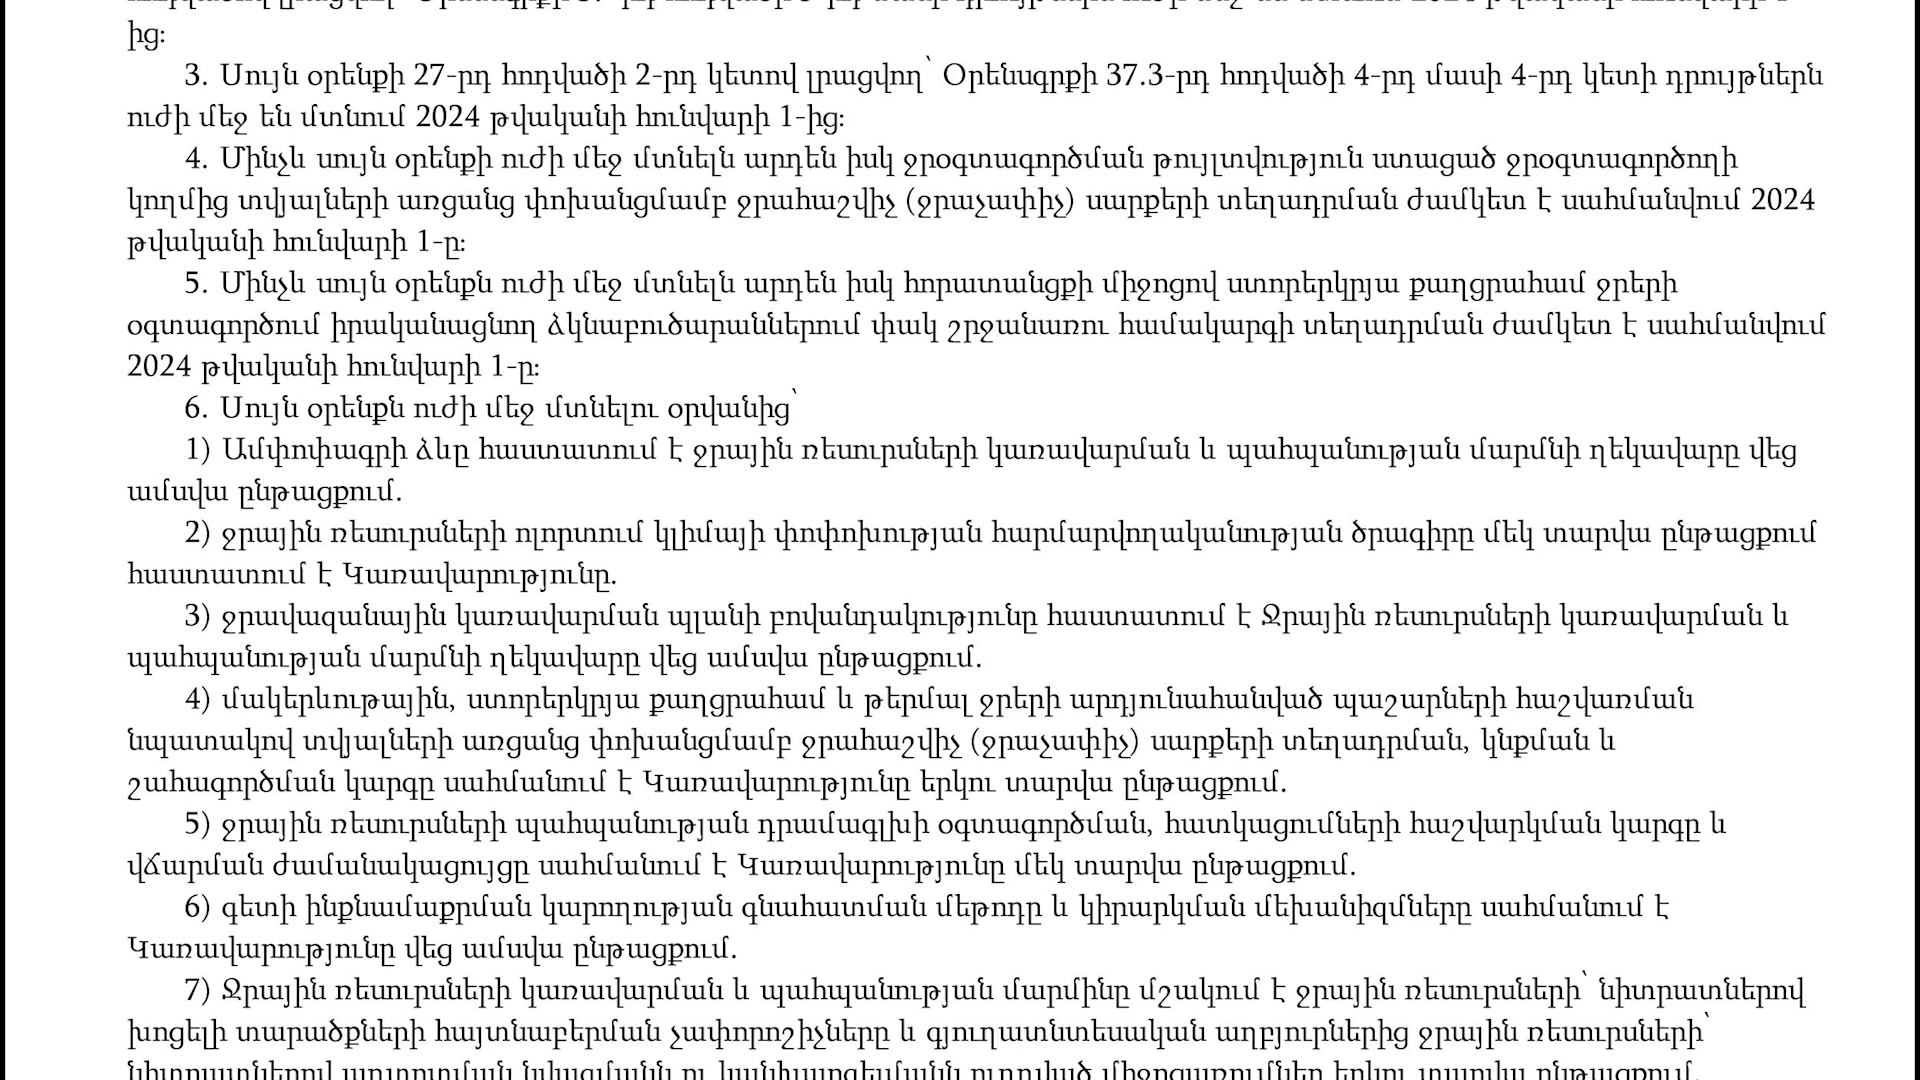 ից։
3. Սույն օրենքի 27-րդ հոդվածի 2-րդ կետով լրացվող՝ Օրենսգրքի 37.3-րդ հոդվածի 4-րդ մասի 4-րդ կետի դրույթներն
ուժի մեջ են մտնում 2024 թվականի հունվարի 1-ից։
4. Մինչև սույն օրենքի ուժի մեջ մտնելն արդեն իսկ ջրօգտագործման թույլտվություն ստացած ջրօգտագործողի
կողմից տվյալների առցանց փոխանցմամբ ջրահաշվիչ (ջրաչափիչ) սարքերի տեղադրման ժամկետ է սահմանվում 2024
թվականի հունվարի 1-ը։
5. Մինչև սույն օրենքն ուժի մեջ մտնելն արդեն իսկ հորատանցքի միջոցով ստորերկրյա քաղցրահամ ջրերի
օգտագործում իրականացնող ձկնաբուծարաններում փակ շրջանառու համակարգի տեղադրման ժամկետ է սահմանվում
2024 թվականի հունվարի 1-ը։
6. Սույն օրենքն ուժի մեջ մտնելու օրվանից՝
1) Ամփոփագրի ձևը հաստատում է ջրային ռեսուրսների կառավարման և պահպանության մարմնի ղեկավարը վեց
ամսվա ընթացքում.
2) ջրային ռեսուրսների ոլորտում կլիմայի փոփոխության հարմարվողականության ծրագիրը մեկ տարվա ընթացքում
հաստատում է Կառավարությունը.
3) ջրավազանային կառավարման պլանի բովանդակությունը հաստատում է Ջրային ռեսուրսների կառավարման և
պահպանության մարմնի ղեկավարը վեց ամսվա ընթացքում.
4) մակերևութային, ստորերկրյա քաղցրահամ և թերմալ ջրերի արդյունահանված պաշարների հաշվառման
նպատակով տվյալների առցանց փոխանցմամբ ջրահաշվիչ (ջրաչափիչ) սարքերի տեղադրման, կնքման և
շահագործման կարգը սահմանում է Կառավարությունը երկու տարվա ընթացքում.
5) ջրային ռեսուրսների պահպանության դրամագլխի օգտագործման, հատկացումների հաշվարկման կարգը և
վճարման ժամանակացույցը սահմանում է Կառավարությունը մեկ տարվա ընթացքում.
6) գետի ինքնամաքրման կարողության գնահատման մեթոդը և կիրարկման մեխանիզմները սահմանում է
Կառավարությունը վեց ամսվա ընթացքում.
7) Ջրային ռեսուրսների կառավարման և պահպանության մարմինը մշակում է ջրային ռեսուրսների՝ նիտրատներով
խոցելի տարածքների հայտնաբերման չափորոշիչները և գյուղատնտեսական աղբյուրներից ջրային ռեսուրսների՝
նիտրատներով աղտոտման նվազմանն ու կանխարգելմանն ուղղված միջոցառումներ երկու տարվա ընթացքում.